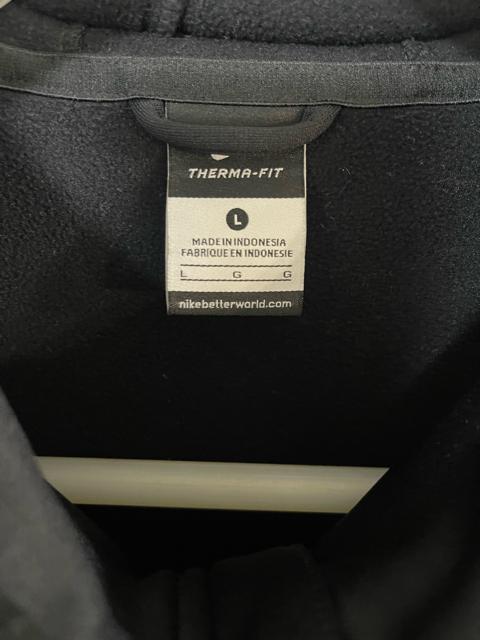 THERMA-FIT
L
MADE IN INDONESIA
FABRIQUE EN INDONESIE
L G G
nikebetterworld.com